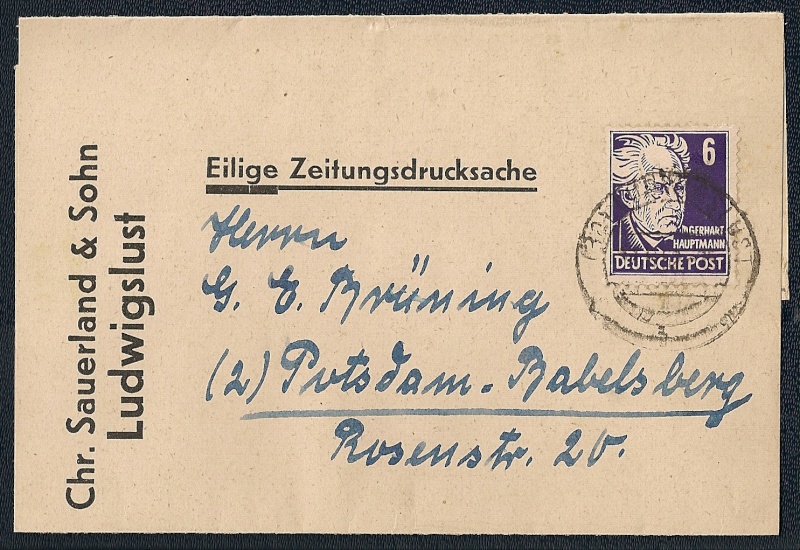 Chr. Sauerland & Sohn
Ludwigslust
Eilige Zeitungsdrucksache
6
GERHART
HAUPTMANN
DEUTSCHE POST
Herrn
G. E. Brüning
(2) Potsdam-Babelsberg
Rosenstr. 20.